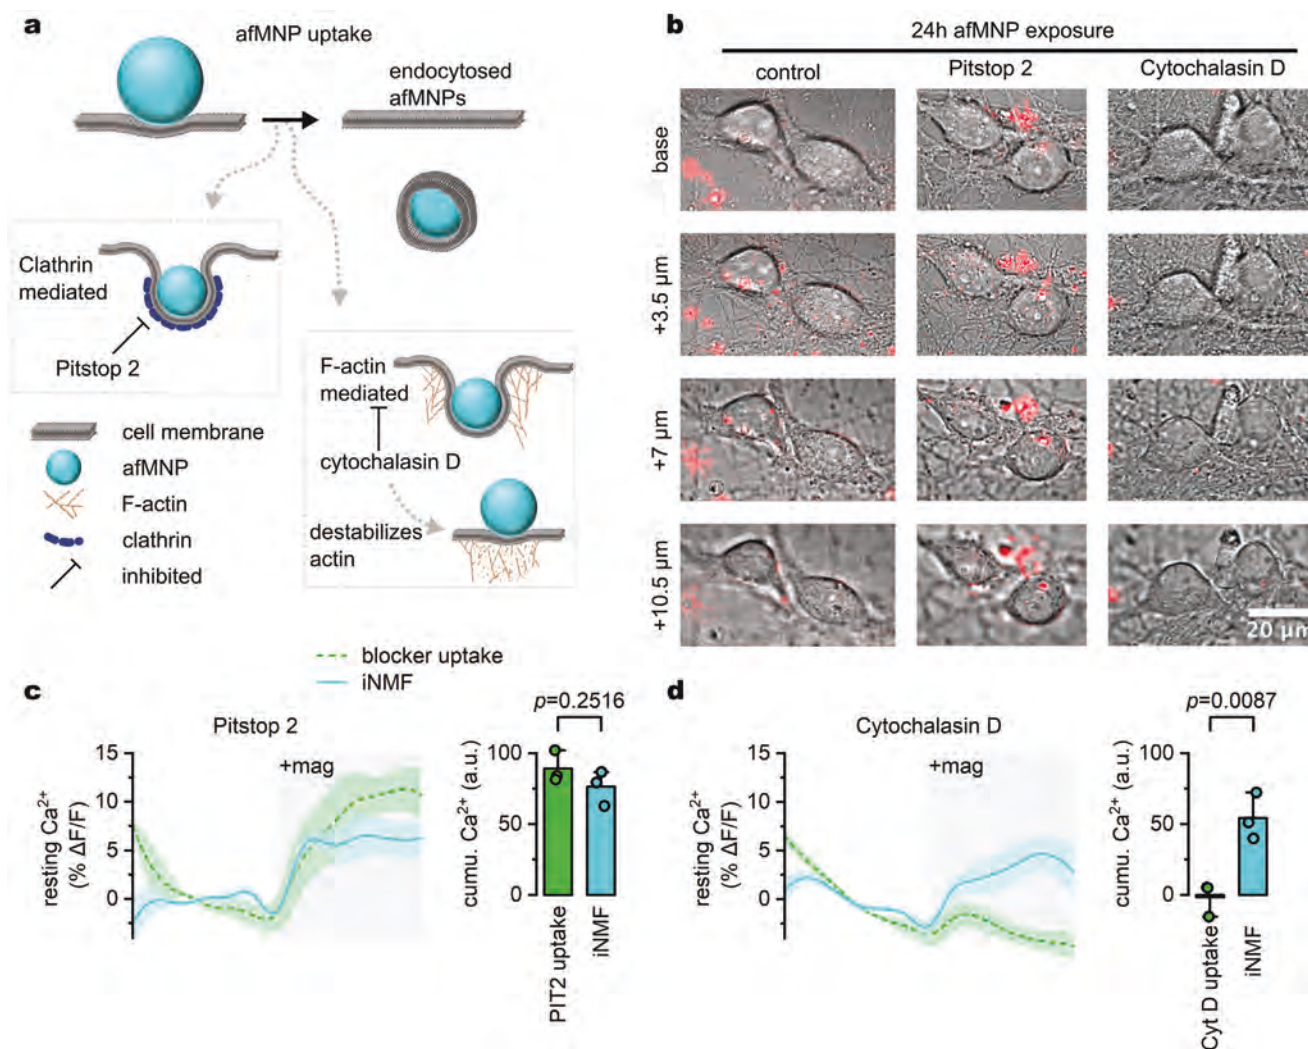 a
afMNP uptake
endocytosed
afMNPs
Clathrin
mediated
Pitstop 2
F-actin
mediated
cytochalasin D
destabilizes
actin
cell membrane
afMNP
F-actin
clathrin
inhibited
b
24h afMNP exposure
control
Pitstop 2
Cytochalasin D
base
+3.5 µm
+7 µm
+10.5 µm
20 µm
blocker uptake
iNMF
c
Pitstop 2
+mag
resting Ca²⁺
(% ΔF/F)
15
10
5
0
p=0.2516
cumu. Ca²⁺ (a.u.)
100
50
0
PIT2 uptake
iNMF
d
Cytochalasin D
+mag
resting Ca²⁺
(% ΔF/F)
15
10
5
0
p=0.0087
cumu. Ca²⁺ (a.u.)
100
50
0
Cyt D uptake
iNMF